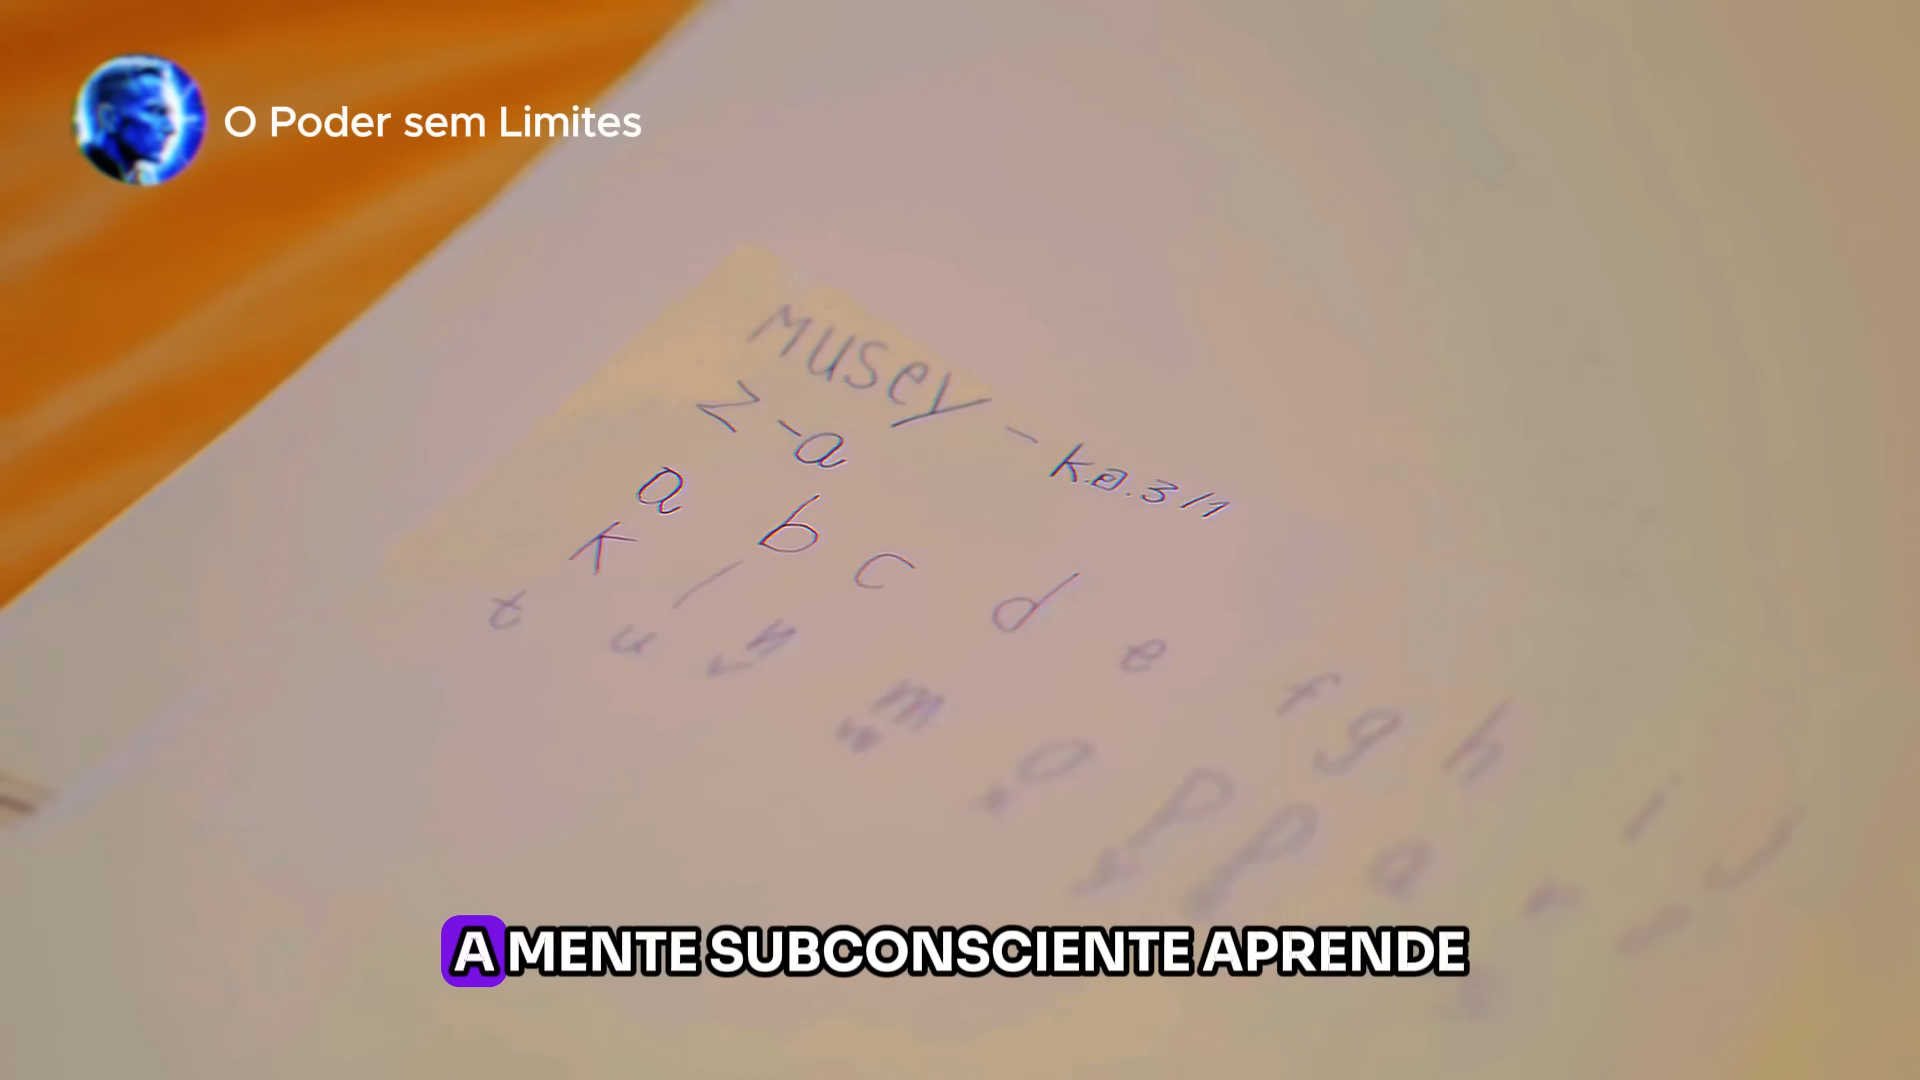 O Poder sem Limites
Musey - k.a. 3/1
z-a
a b c d e f g h i j
k l n m o p p a r
t u v w x y
A MENTE SUBCONSCIENTE APRENDE